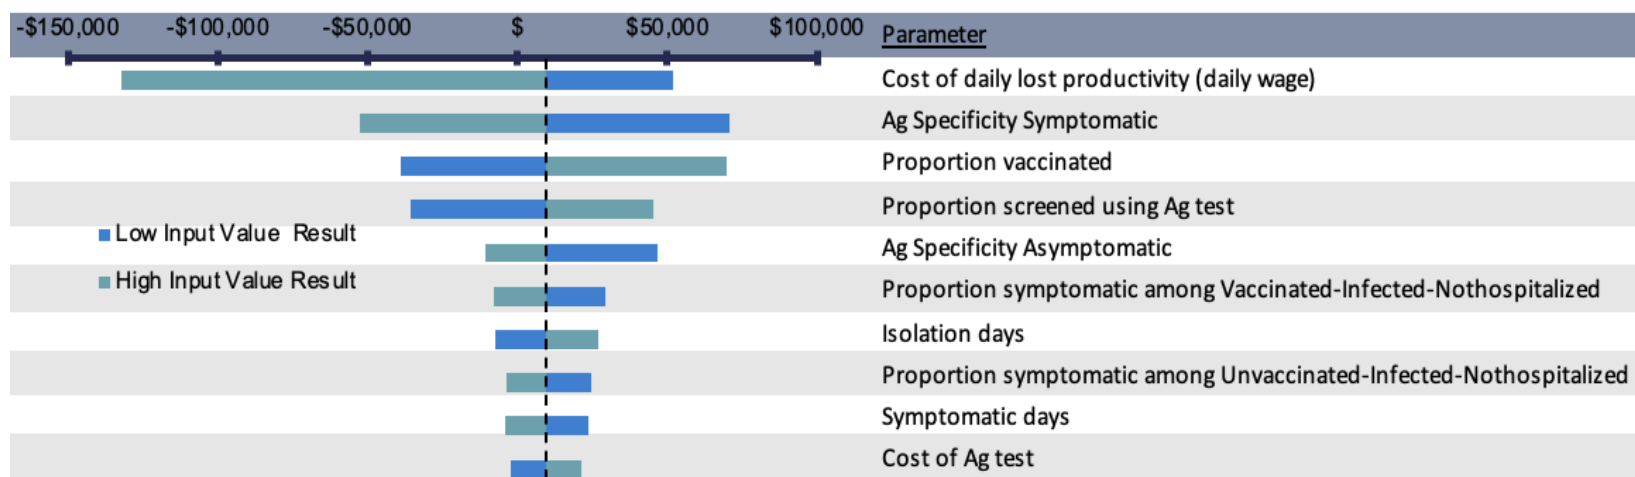 -$150,000 -$100,000 -$50,000 $ $50,000 $100,000 Parameter
Cost of daily lost productivity (daily wage)
Ag Specificity Symptomatic
Proportion vaccinated
Proportion screened using Ag test
Low Input Value Result
Ag Specificity Asymptomatic
High Input Value Result
Proportion symptomatic among Vaccinated-Infected-Nothospitalized
Isolation days
Proportion symptomatic among Unvaccinated-Infected-Nothospitalized
Symptomatic days
Cost of Ag test